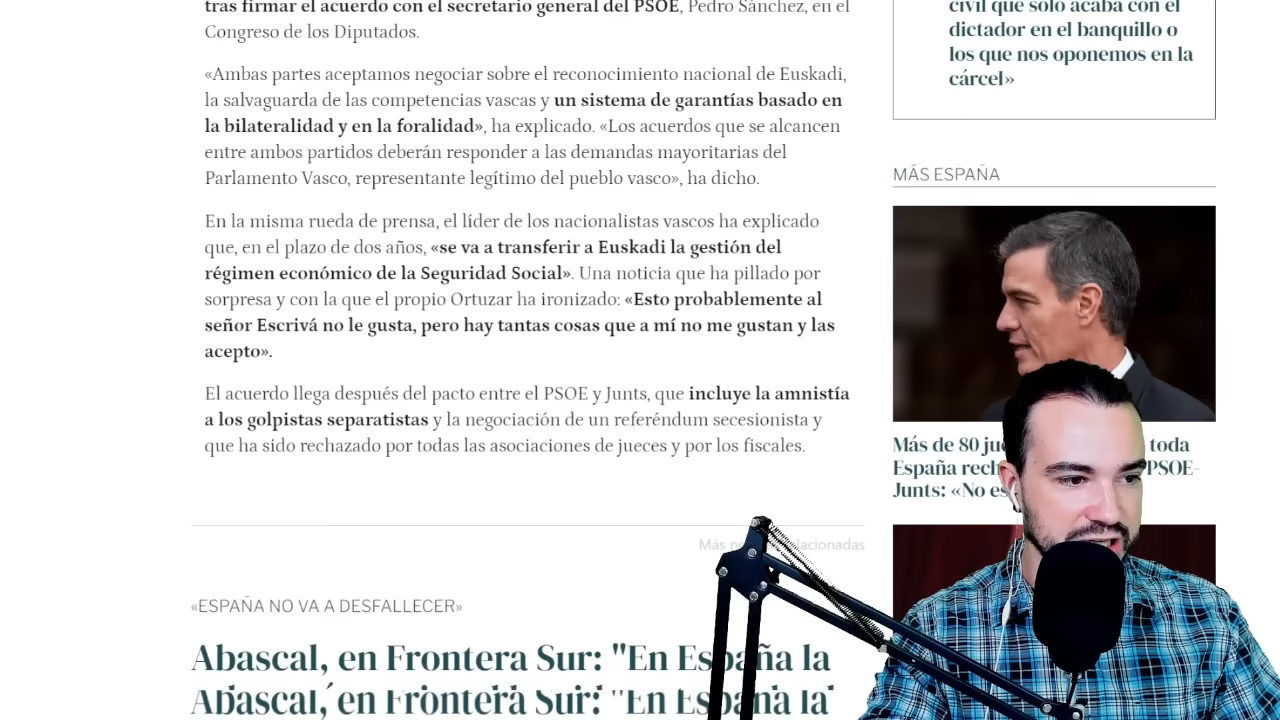 tras firmar el acuerdo con el secretario general del PSOE, Pedro Sánchez, en el
Congreso de los Diputados.
«Ambas partes aceptamos negociar sobre el reconocimiento nacional de Euskadi,
la salvaguarda de las competencias vascas y un sistema de garantías basado en
la bilateralidad y en la foralidad», ha explicado. «Los acuerdos que se alcancen
entre ambos partidos deberán responder a las demandas mayoritarias del
Parlamento Vasco, representante legítimo del pueblo vasco», ha dicho.
En la misma rueda de prensa, el líder de los nacionalistas vascos ha explicado
que, en el plazo de dos años, «se va a transferir a Euskadi la gestión del
régimen económico de la Seguridad Social». Una noticia que ha pillado por
sorpresa y con la que el propio Ortuzar ha ironizado: «Esto probablemente al
señor Escrivá no le gusta, pero hay tantas cosas que a mí no me gustan y las
acepto».
El acuerdo llega después del pacto entre el PSOE y Junts, que incluye la amnistía
a los golpistas separatistas y la negociación de un referéndum secesionista y
que ha sido rechazado por todas las asociaciones de jueces y por los fiscales.
Más
«ESPAÑA NO VA A DESFALLECER»
Abascal, en Frontera Sur: "En España la
Abascal, en Frontera Sur: "En España la
civil que solo acaba con el
dictador en el banquillo o
los que nos oponemos en la
cárcel»
MÁS ESPAÑA
Más de 80 toda
España PSOE-
Junts: «No